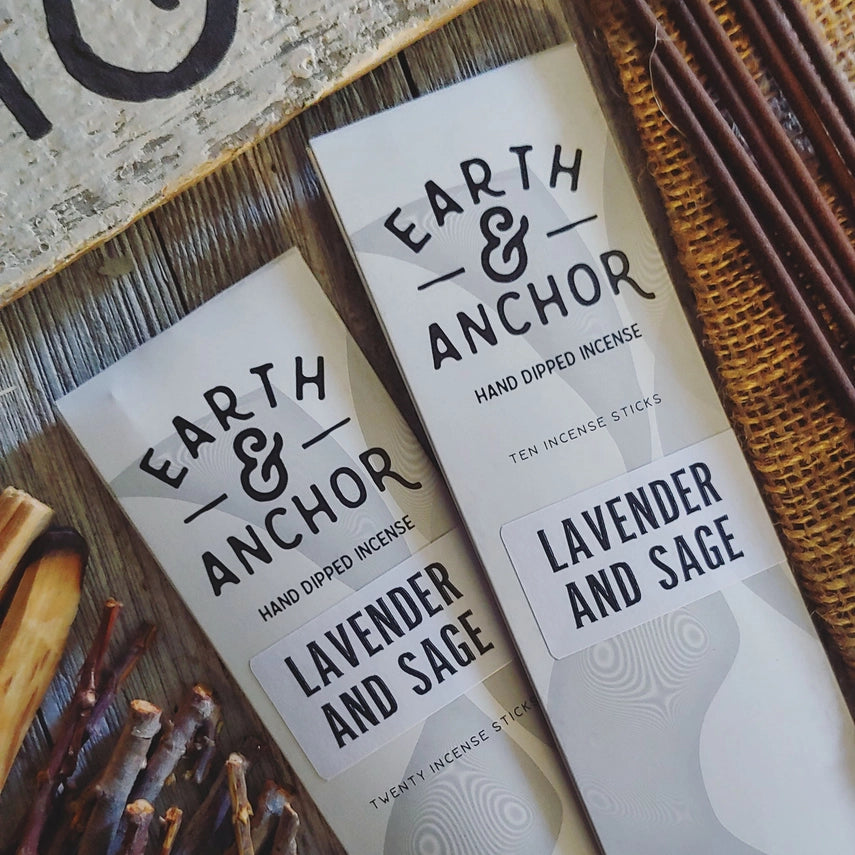 EARTH
&
ANCHOR
HAND DIPPED INCENSE
LAVENDER
AND SAGE
TWENTY INCENSE STICKS
EARTH
&
ANCHOR
HAND DIPPED INCENSE
TEN INCENSE STICKS
LAVENDER
AND SAGE